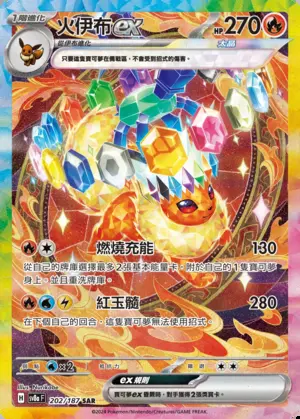 1階進化
火伊布ex
HP 270
從伊布進化
太晶
只要這隻寶可夢在備戰區,不會受到招式的傷害。
燃燒充能 130
從自己的牌庫選擇最多2張基本能量卡,附於自己的1隻寶可夢身上。並且重洗牌庫。
紅玉髓 280
在下個自己的回合,這隻寶可夢無法使用招式。
×2
ex規則
當寶可夢ex【昏厥】時,對手獲得2張獎賞卡。
H sv8a F 202/187 SAR
©2024 Pokémon/Nintendo/Creatures/GAME FREAK.